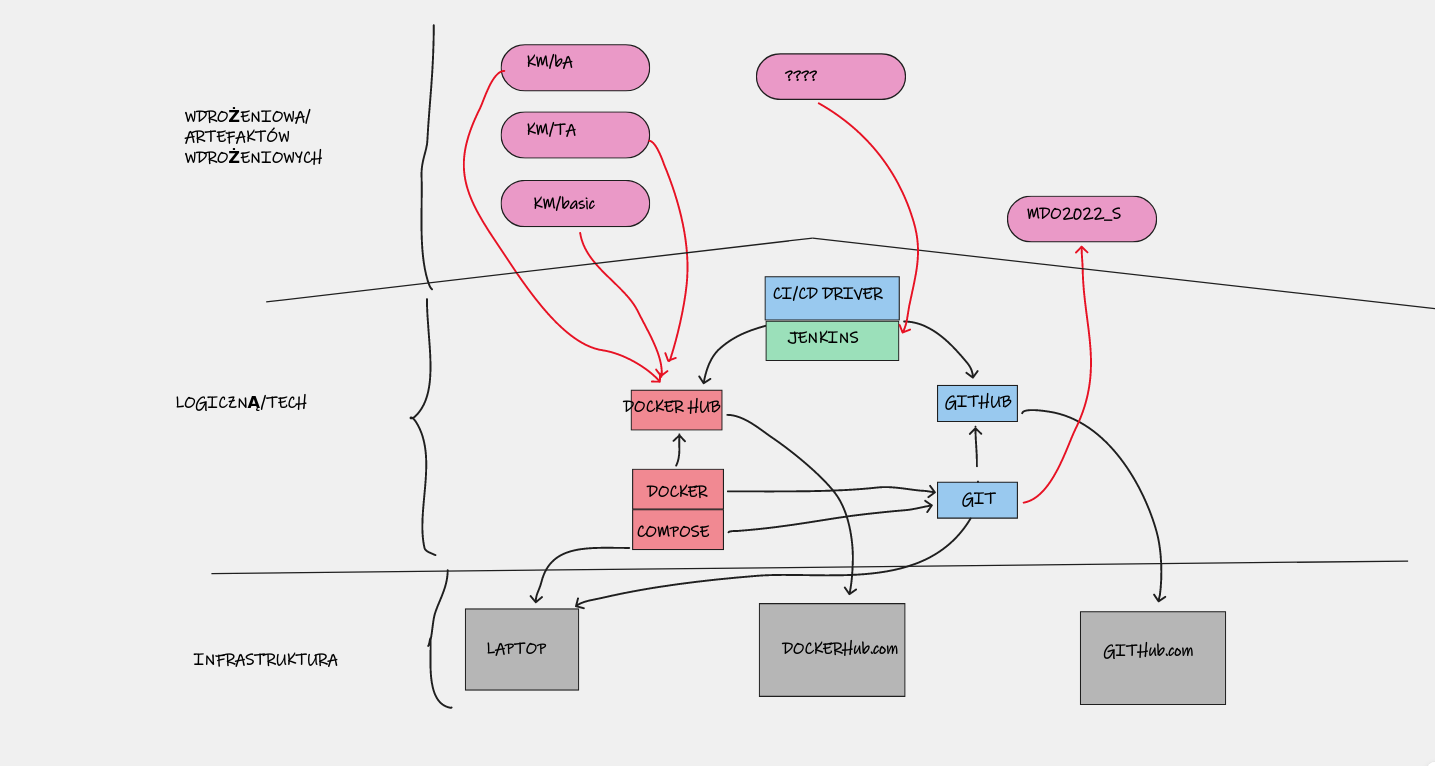 KM/bA
????
WDROŻENIOWA/
ARTEFAKTÓW
WDROŻENIOWYCH
KM/TA
KM/basic
MDO2022_S
CI/CD DRIVER
JENKINS
LOGICZNĄ/TECH
DOCKER HUB
GITHUB
DOCKER
GIT
COMPOSE
INFRASTRUKTURA
LAPTOP
DOCKERHub.com
GITHub.com